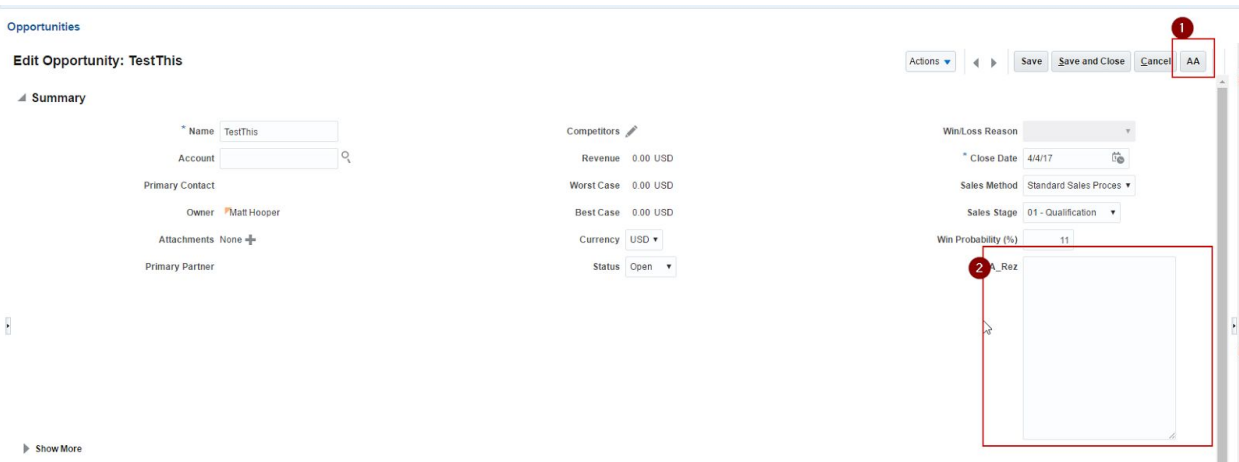 Opportunities
1
Edit Opportunity: TestThis
Actions Save Save and Close Cancel AA
Summary
* Name TestThis Competitors Win/Loss Reason
Account Revenue 0.00 USD * Close Date 4/4/17
Primary Contact Worst Case 0.00 USD Sales Method Standard Sales Proces
Owner Matt Hooper Best Case 0.00 USD Sales Stage 01 - Qualification
Attachments None Currency USD Win Probability (%) 11
Primary Partner Status Open 2 A_Rez
Show More